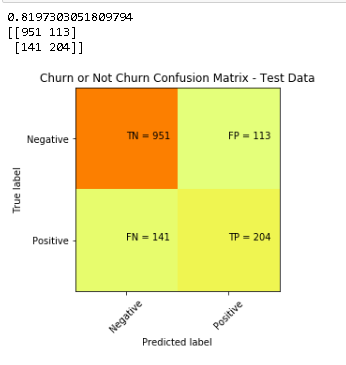 0.8197303051809794
[[951 113]
[141 204]]
Churn or Not Churn Confusion Matrix - Test Data
True label
Negative
TN = 951
FP = 113
Positive
FN = 141
TP = 204
Negative
Positive
Predicted label